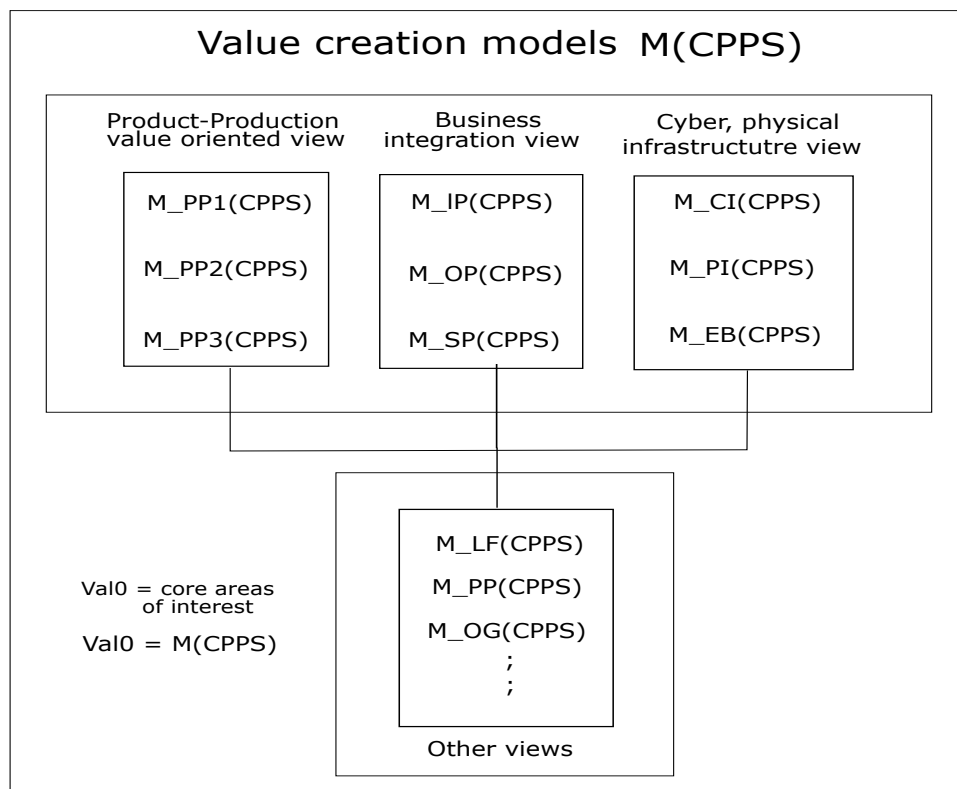 Value creation models M(CPPS)
Product-Production
value oriented view
M_PP1(CPPS)
M_PP2(CPPS)
M_PP3(CPPS)
Business
integration view
M_IP(CPPS)
M_OP(CPPS)
M_SP(CPPS)
Cyber, physical
infrastructutre view
M_CI(CPPS)
M_PI(CPPS)
M_EB(CPPS)
M_LF(CPPS)
M_PP(CPPS)
M_OG(CPPS)
;
;
Other views
Val0 = core areas
of interest
Val0 = M(CPPS)